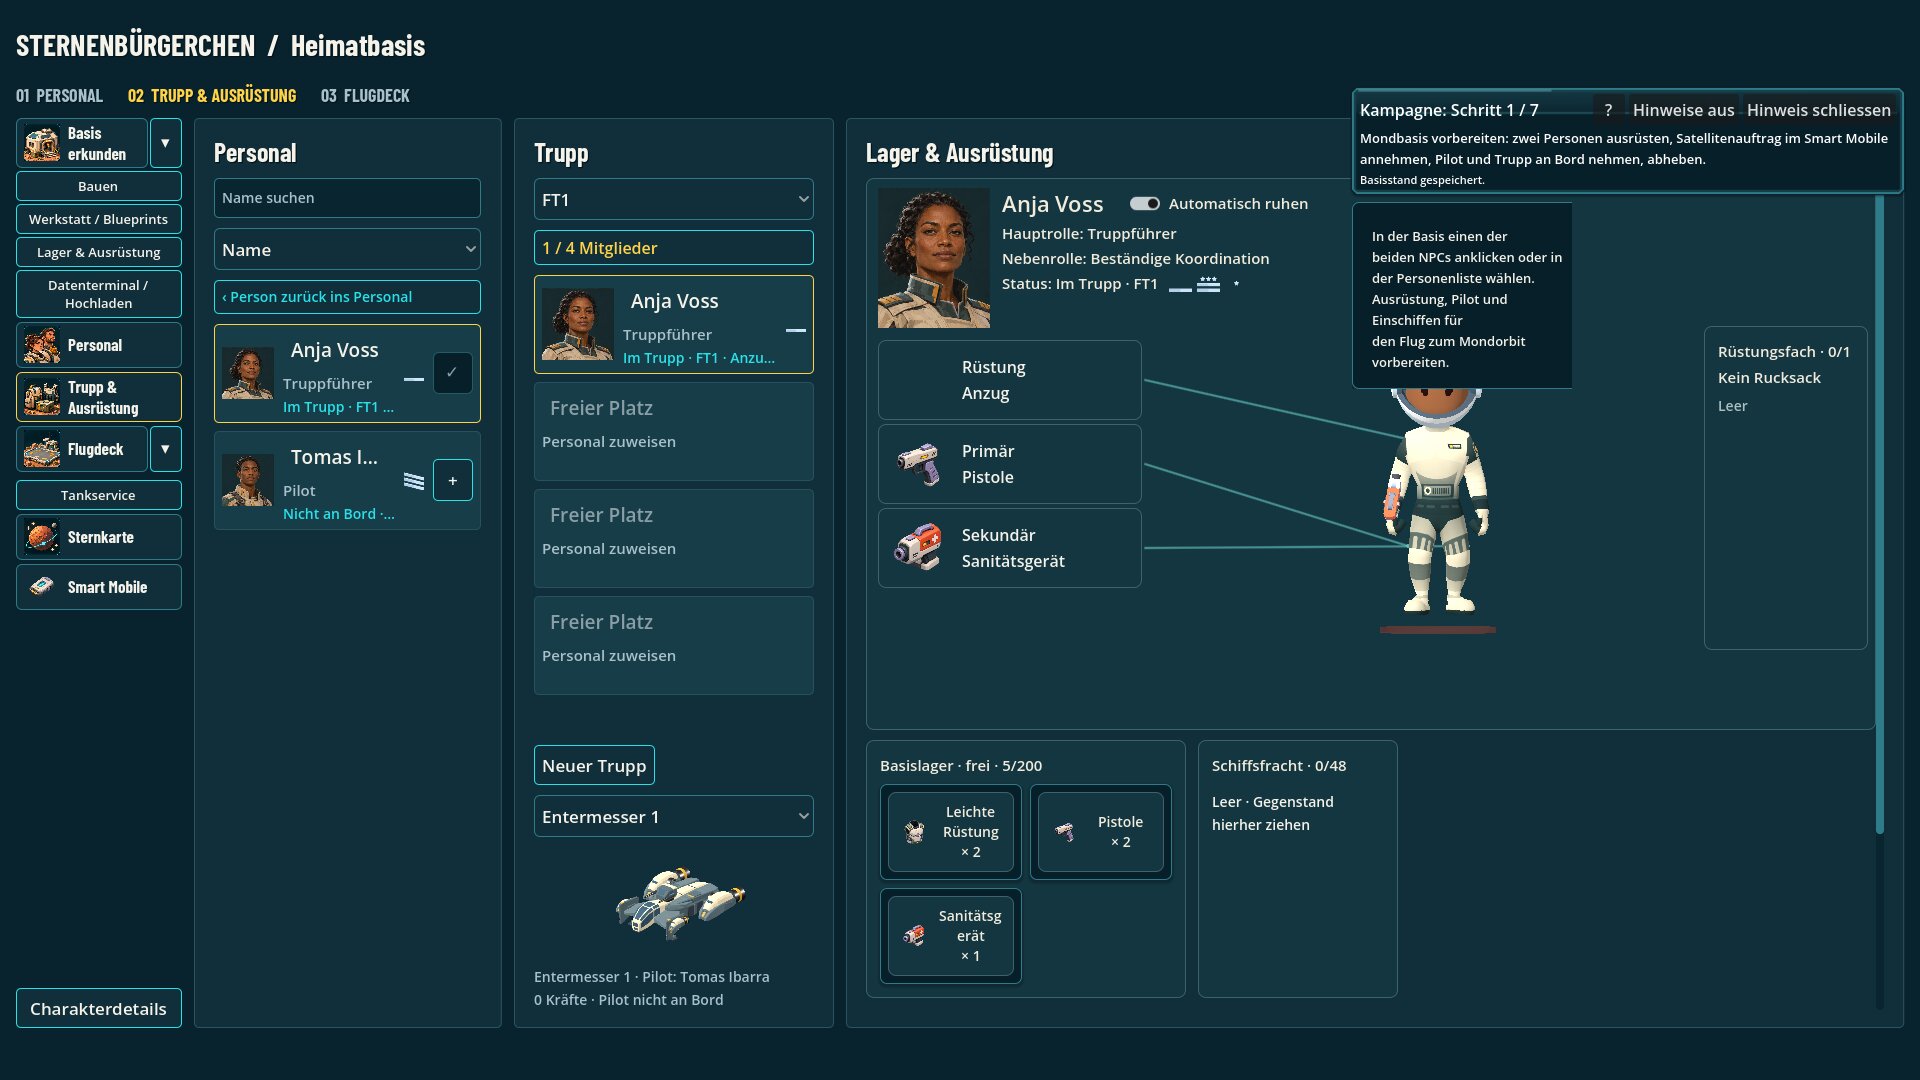 STERNENBÜRGERCHEN / Heimatbasis
01 PERSONAL 02 TRUPP & AUSRÜSTUNG 03 FLUGDECK
Basis
erkunden
▼
Bauen
Werkstatt / Blueprints
Lager & Ausrüstung
Datenterminal /
Hochladen
Personal
Trupp &
Ausrüstung
Flugdeck
▼
Tankservice
Sternkarte
Smart Mobile
Charakterdetails
Personal
Name suchen
Name
‹ Person zurück ins Personal
Anja Voss
Truppführer
Im Trupp · FT1 ...
✓
Tomas I...
Pilot
Nicht an Bord ·...
+
Trupp
FT1
1 / 4 Mitglieder
Anja Voss
Truppführer
Im Trupp · FT1 · Anzu...
Freier Platz
Personal zuweisen
Freier Platz
Personal zuweisen
Freier Platz
Personal zuweisen
Neuer Trupp
Entermesser 1
Entermesser 1 · Pilot: Tomas Ibarra
0 Kräfte · Pilot nicht an Bord
Lager & Ausrüstung
Anja Voss
Automatisch ruhen
Hauptrolle: Truppführer
Nebenrolle: Beständige Koordination
Status: Im Trupp · FT1
Rüstung
Anzug
Primär
Pistole
Sekundär
Sanitätsgerät
Kampagne: Schritt 1 / 7
? Hinweise aus Hinweis schliessen
Mondbasis vorbereiten: zwei Personen ausrüsten, Satellitenauftrag im Smart Mobile
annehmen, Pilot und Trupp an Bord nehmen, abheben.
Basisstand gespeichert.
In der Basis einen der
beiden NPCs anklicken oder in
der Personenliste wählen.
Ausrüstung, Pilot und
Einschiffen für
den Flug zum Mondorbit
vorbereiten.
Rüstungsfach · 0/1
Kein Rucksack
Leer
Basislager · frei · 5/200
Leichte
Rüstung
× 2
Pistole
× 2
Sanitätsg
erät
× 1
Schiffsfracht · 0/48
Leer · Gegenstand
hierher ziehen